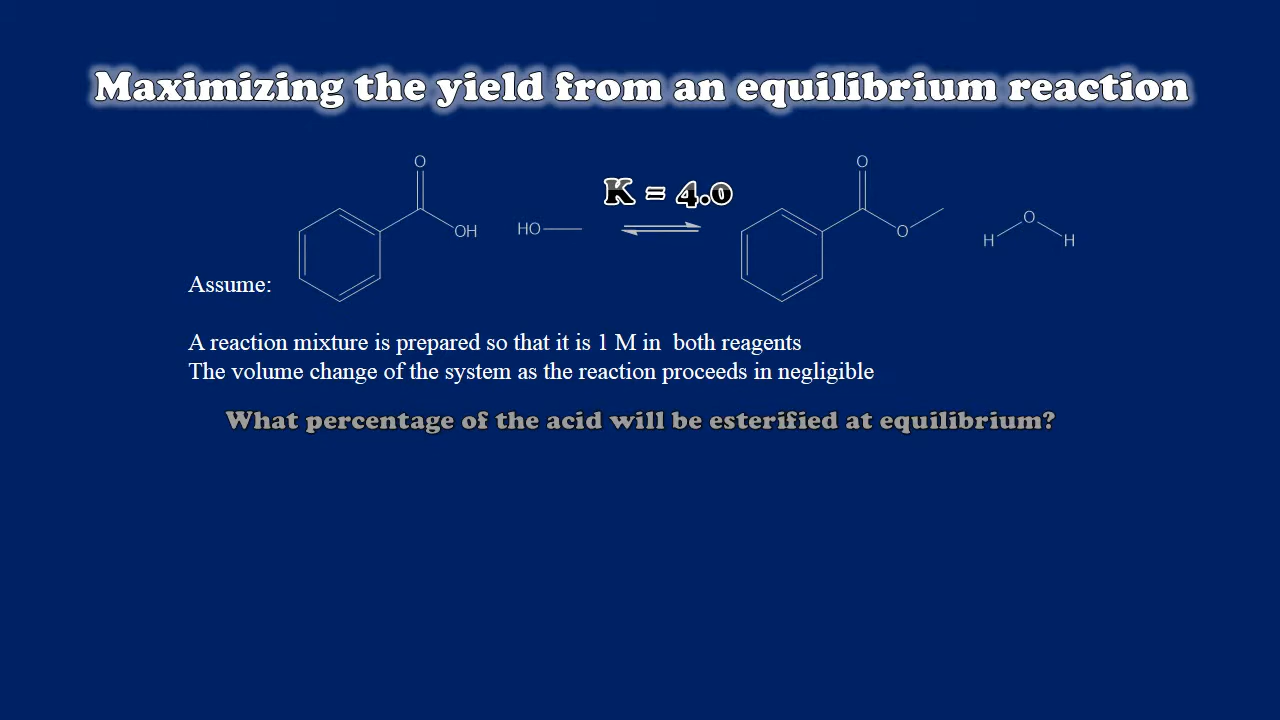 Maximizing the yield from an equilibrium reaction
O
OH
HO
K = 4.0
O
O
O
H
H
Assume:
A reaction mixture is prepared so that it is 1 M in both reagents
The volume change of the system as the reaction proceeds in negligible
What percentage of the acid will be esterified at equilibrium?